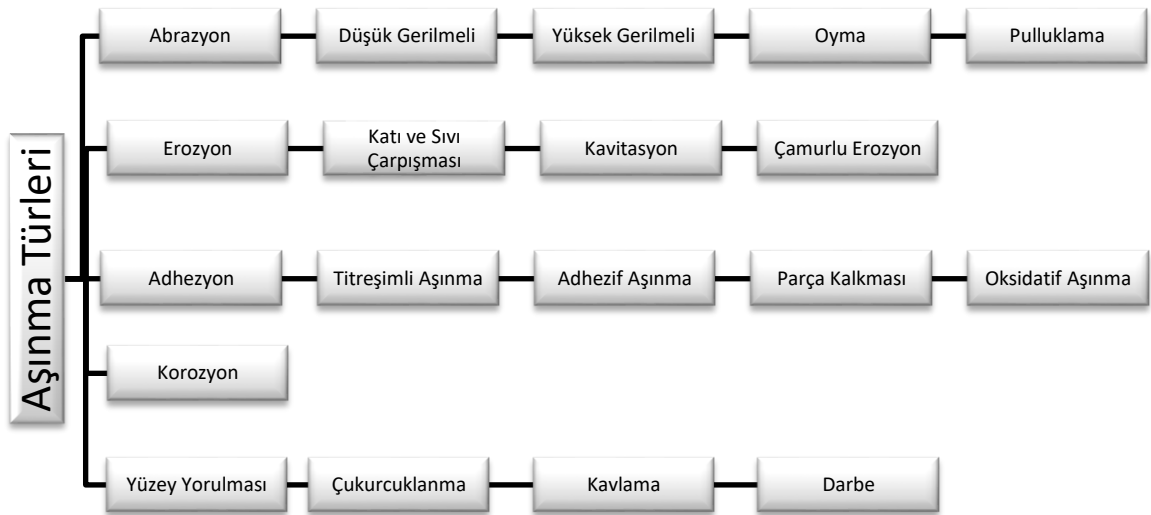 Aşınma Türleri
Abrazyon
Düşük Gerilmeli
Yüksek Gerilmeli
Oyma
Pulluklama
Erozyon
Katı ve Sıvı
Çarpışması
Kavitasyon
Çamurlu Erozyon
Adhezyon
Titreşimli Aşınma
Adhezif Aşınma
Parça Kalkması
Oksidatif Aşınma
Korozyon
Yüzey Yorulması
Çukurcuklanma
Kavlama
Darbe